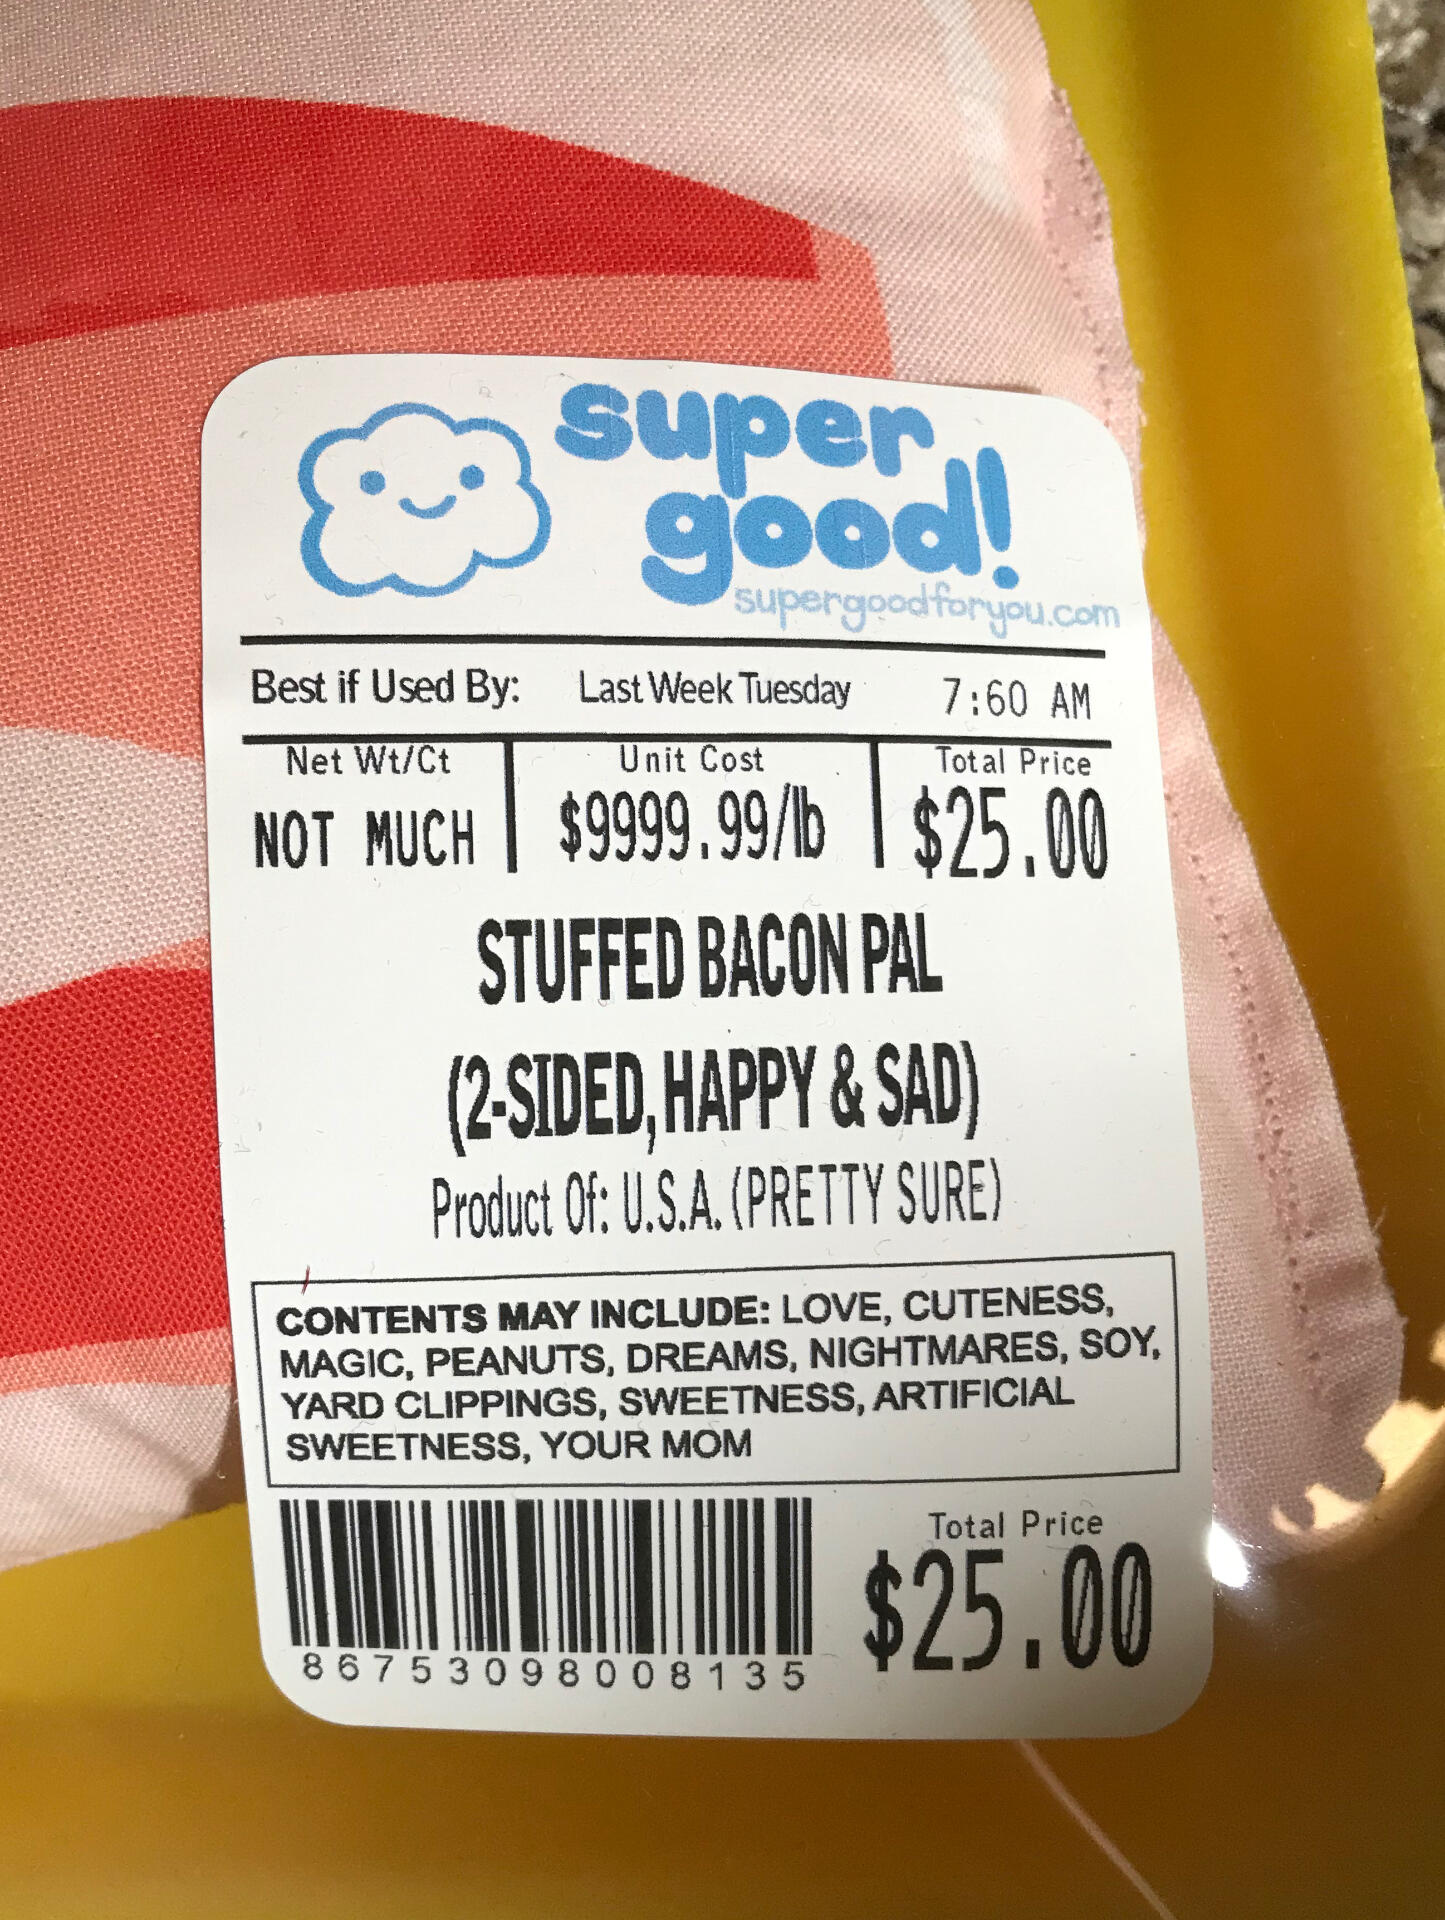 super
good!
supergoodforyou.com
Best if Used By: Last Week Tuesday 7:60 AM
Net Wt/Ct Unit Cost Total Price
NOT MUCH $9999.99/lb $25.00
STUFFED BACON PAL
(2-SIDED, HAPPY & SAD)
Product Of: U.S.A. (PRETTY SURE)
CONTENTS MAY INCLUDE: LOVE, CUTENESS,
MAGIC, PEANUTS, DREAMS, NIGHTMARES, SOY,
YARD CLIPPINGS, SWEETNESS, ARTIFICIAL
SWEETNESS, YOUR MOM
Total Price
$25.00
86753098008135